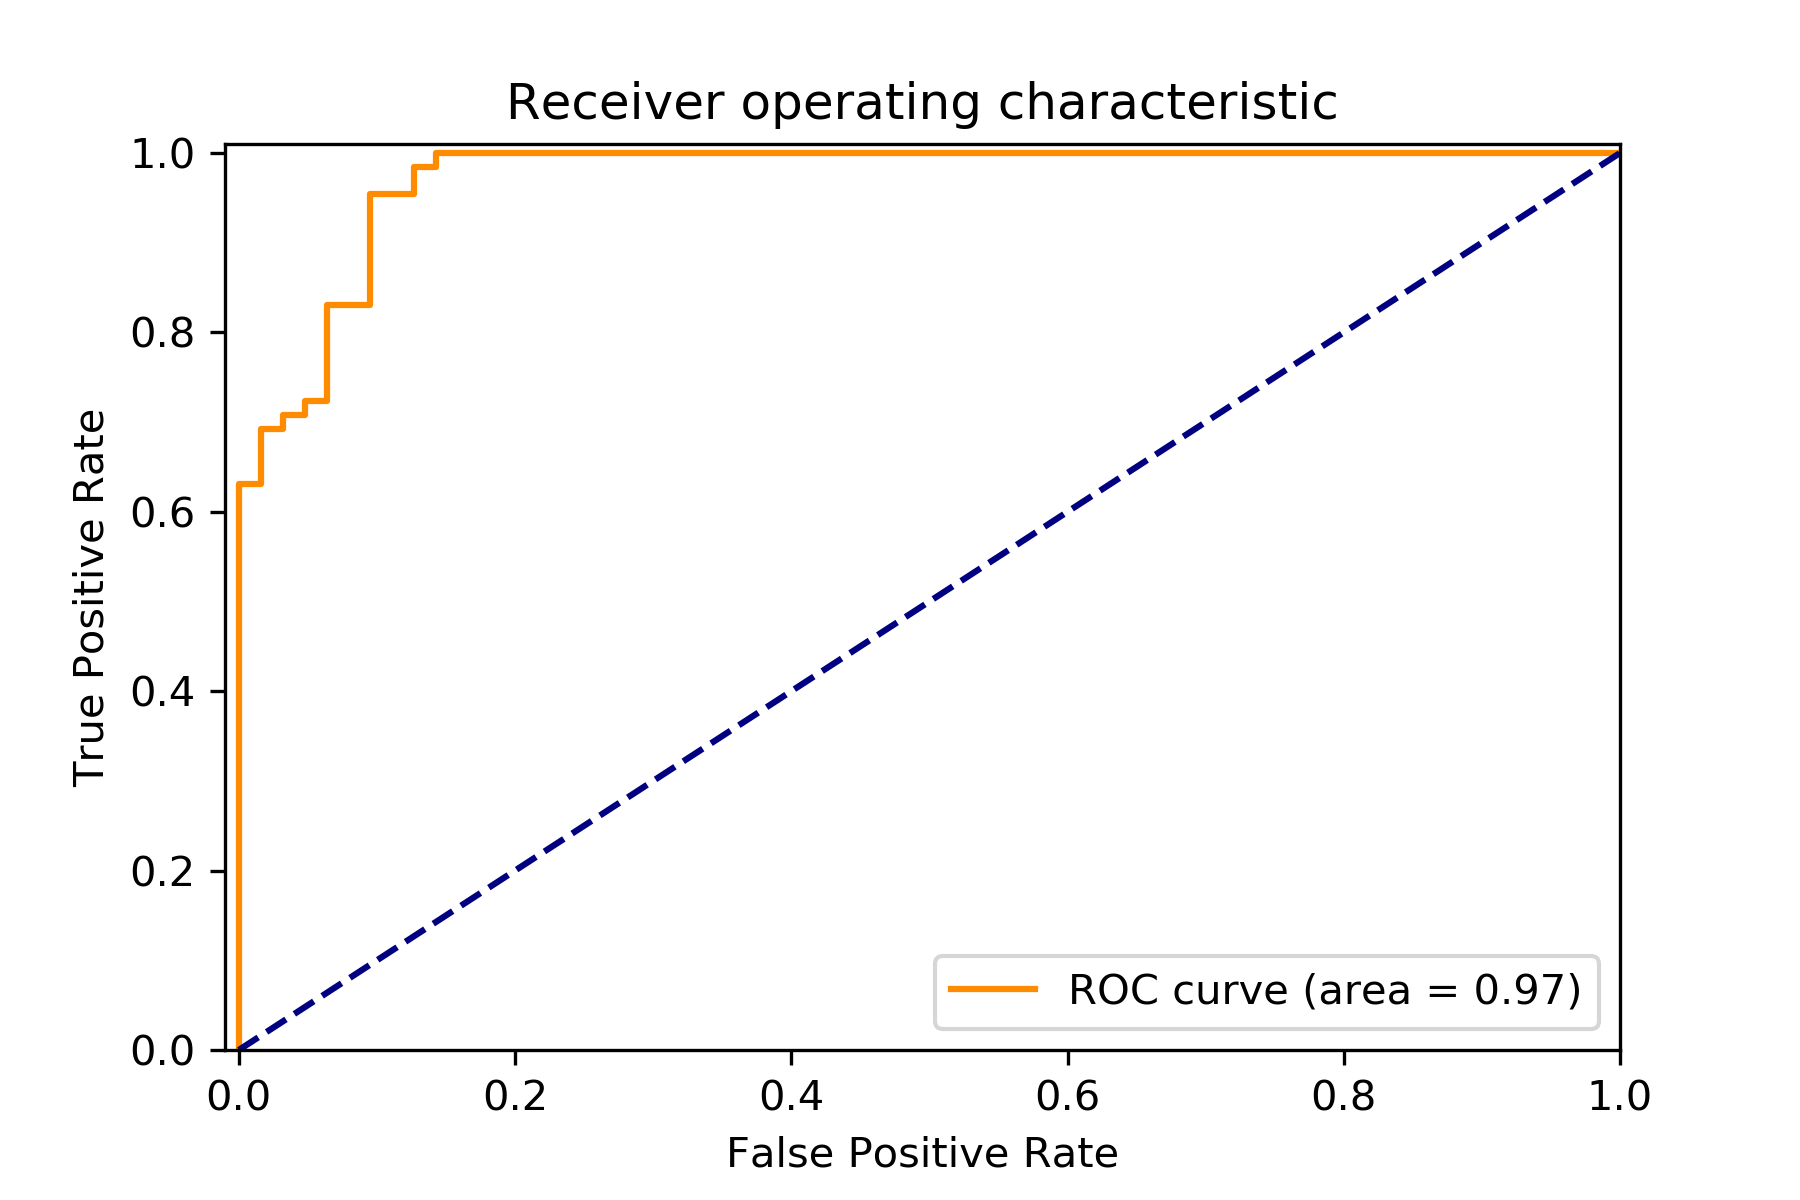 Receiver operating characteristic
1.0
0.8
0.6
0.4
0.2
0.0
True Positive Rate
ROC curve (area = 0.97)
0.0 0.2 0.4 0.6 0.8 1.0
False Positive Rate